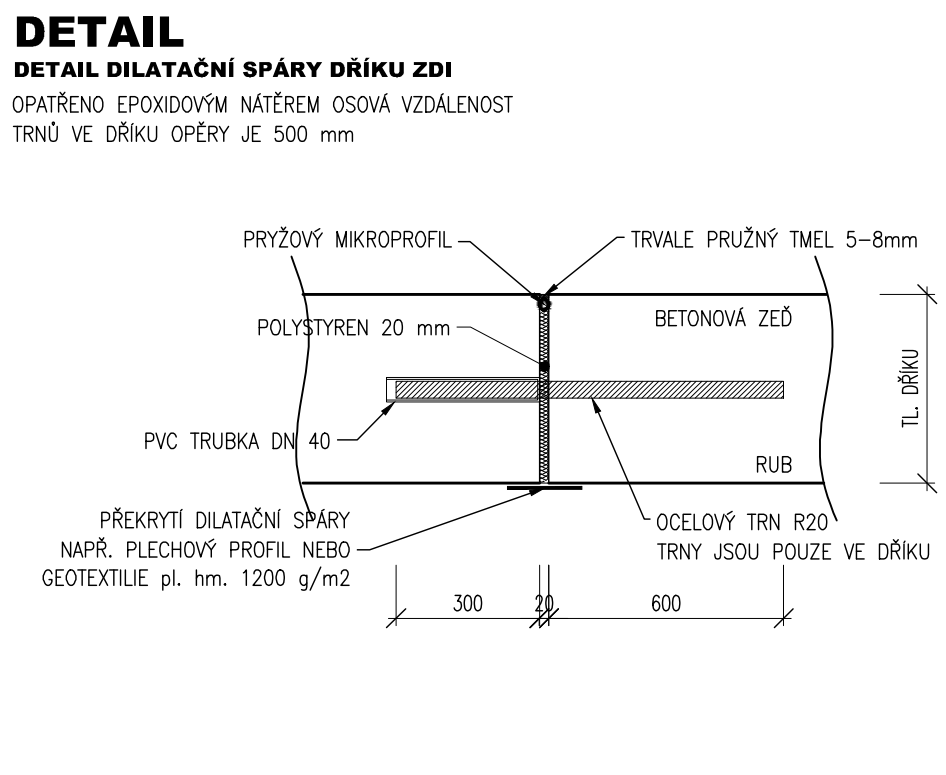 DETAIL
DETAIL DILATAČNÍ SPÁRY DŘÍKU ZDI
OPATŘENO EPOXIDOVÝM NÁTĚREM OSOVÁ VZDÁLENOST
TRNŮ VE DŘÍKU OPĚRY JE 500 mm
PRYŽOVÝ MIKROPROFIL
TRVALE PRUŽNÝ TMEL 5-8mm
POLYSTYREN 20 mm
BETONOVÁ ZEĎ
TL. DŘÍKU
PVC TRUBKA DN 40
RUB
PŘEKRYTÍ DILATAČNÍ SPÁRY
NAPŘ. PLECHOVÝ PROFIL NEBO
GEOTEXTILIE pl. hm. 1200 g/m2
OCELOVÝ TRN R20
TRNY JSOU POUZE VE DŘÍKU
300
20
600